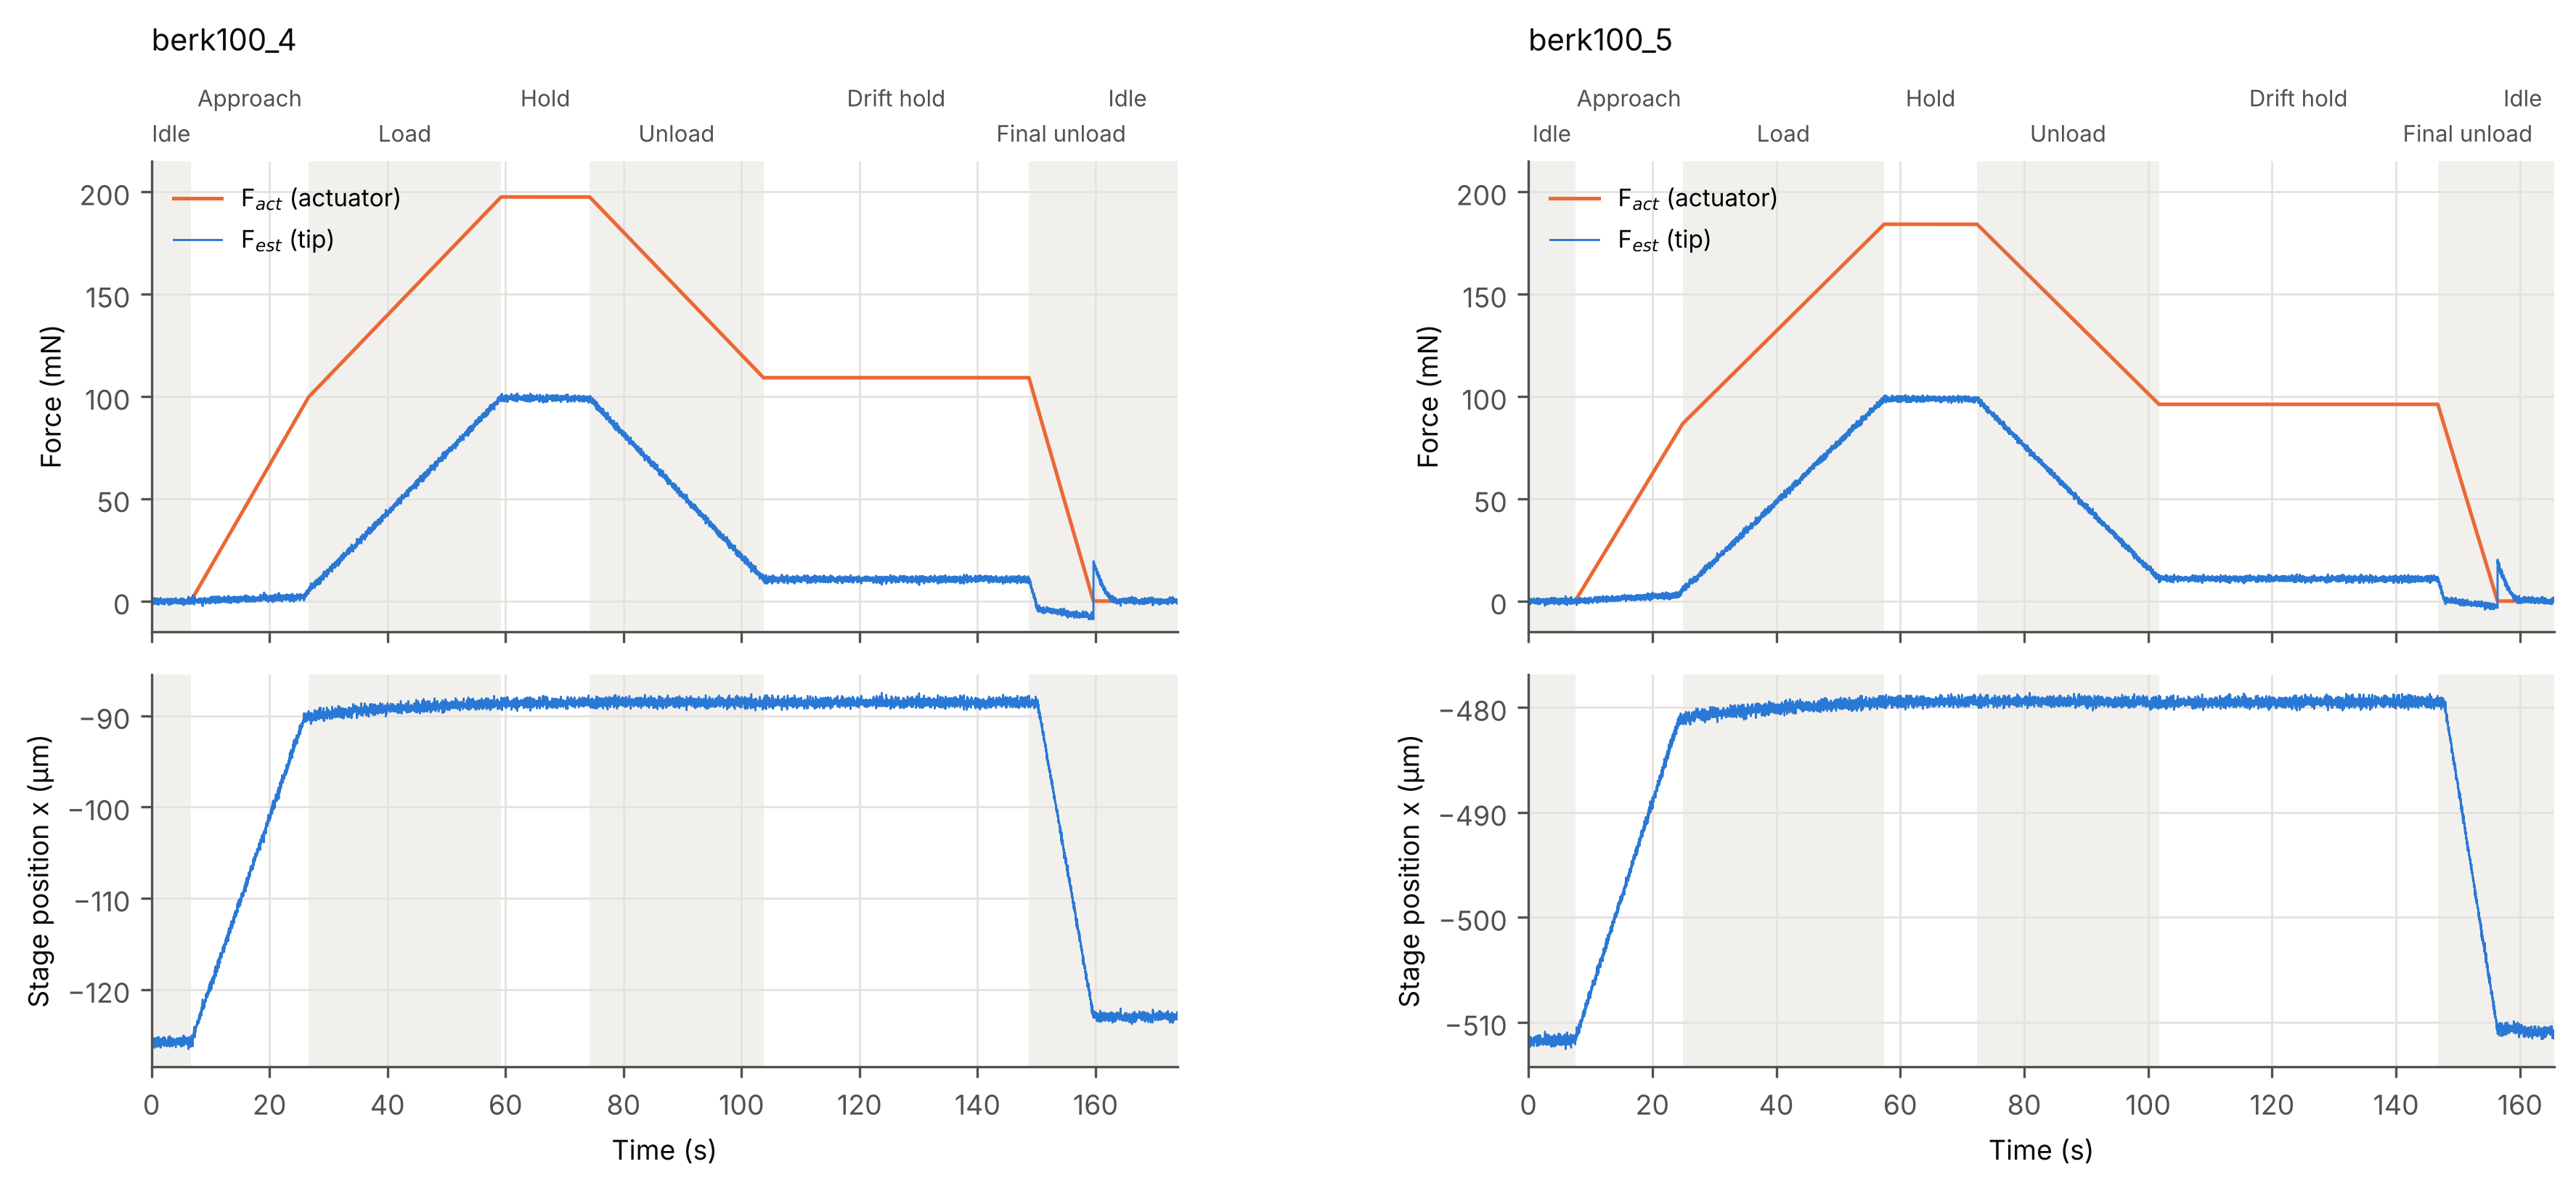 berk100_4
Approach Hold Drift hold Idle
Idle Load Unload Final unload
F_act (actuator)
F_est (tip)
200
150
100
50
0
Force (mN)
−90
−100
−110
−120
Stage position x (µm)
0 20 40 60 80 100 120 140 160
Time (s)
berk100_5
Approach Hold Drift hold Idle
Idle Load Unload Final unload
F_act (actuator)
F_est (tip)
200
150
100
50
0
Force (mN)
−480
−490
−500
−510
Stage position x (µm)
0 20 40 60 80 100 120 140 160
Time (s)